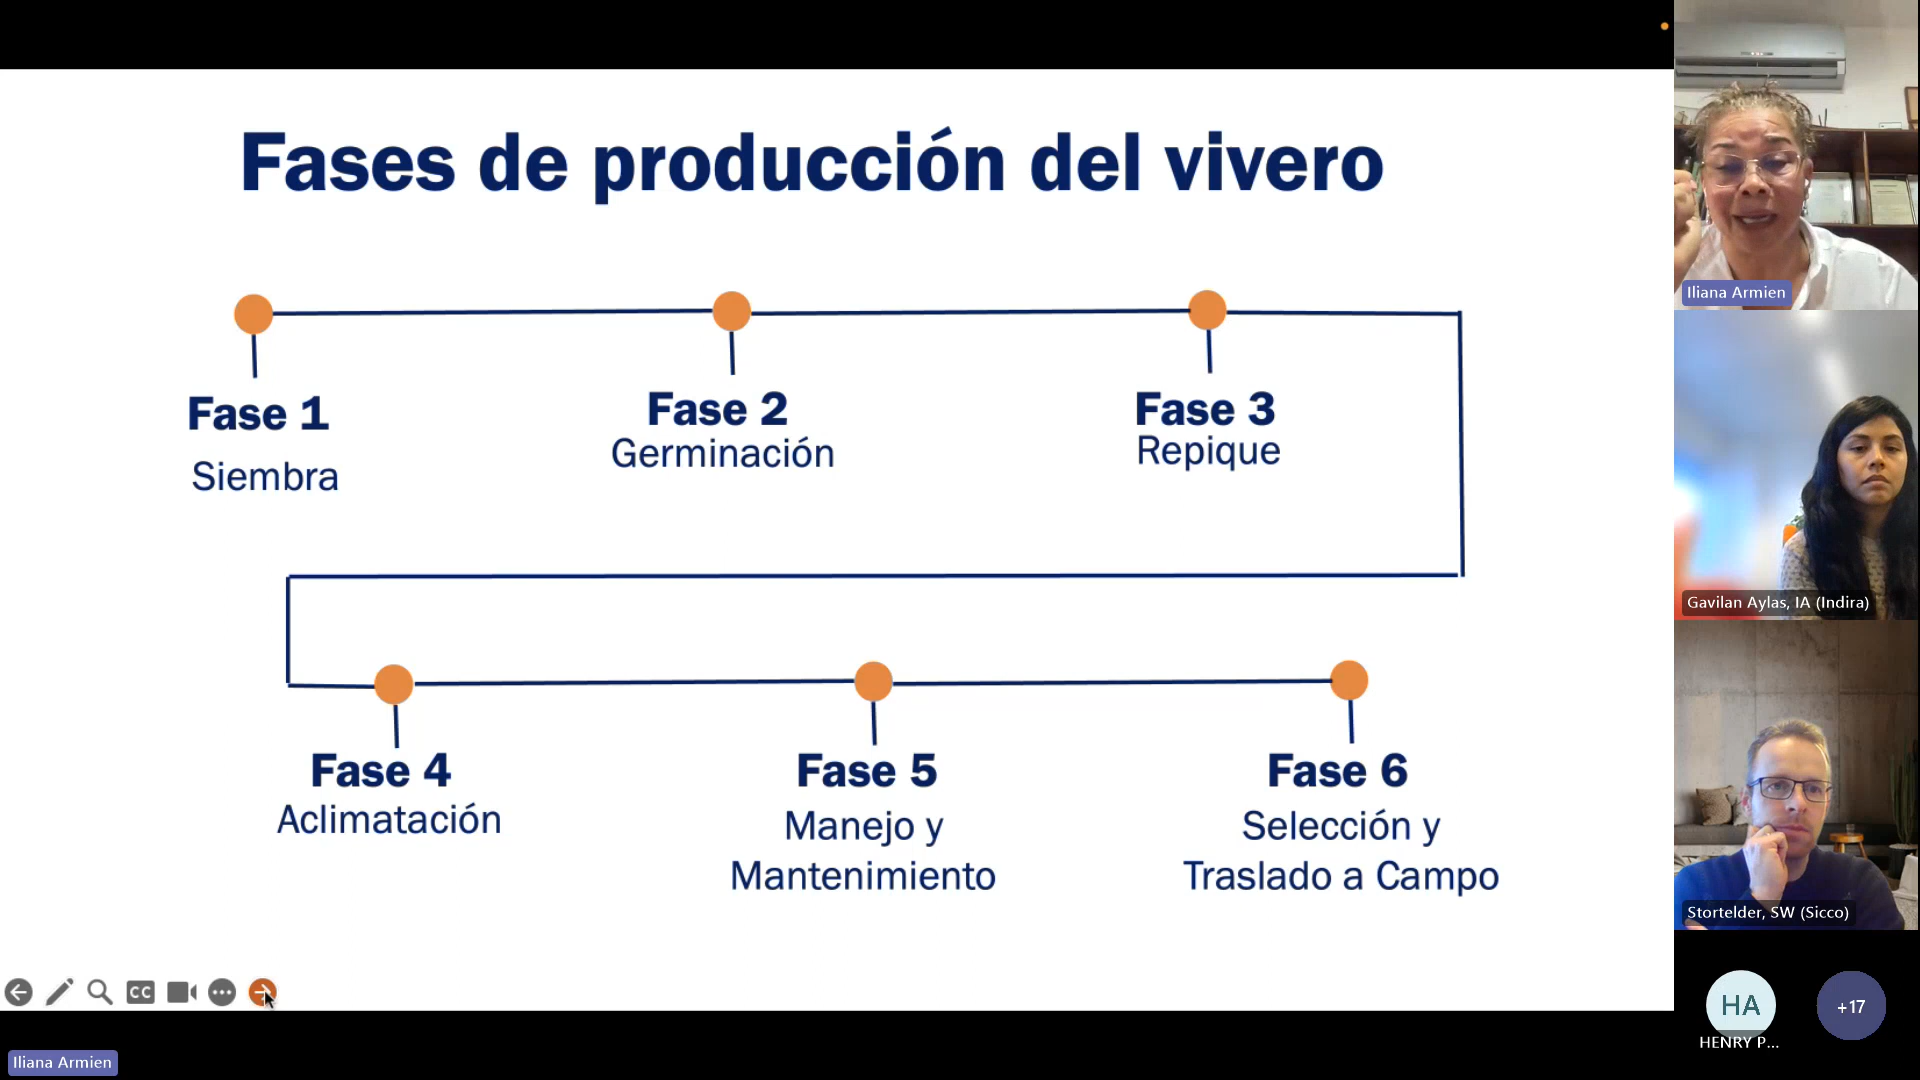 Fases de producción del vivero
Fase 1
Siembra
Fase 2
Germinación
Fase 3
Repique
Fase 4
Aclimatación
Fase 5
Manejo y
Mantenimiento
Fase 6
Selección y
Traslado a Campo
CC
Iliana Armien
Iliana Armien
Gavilan Aylas, IA (Indira)
Stortelder, SW (Sicco)
HA
HENRY P...
+17